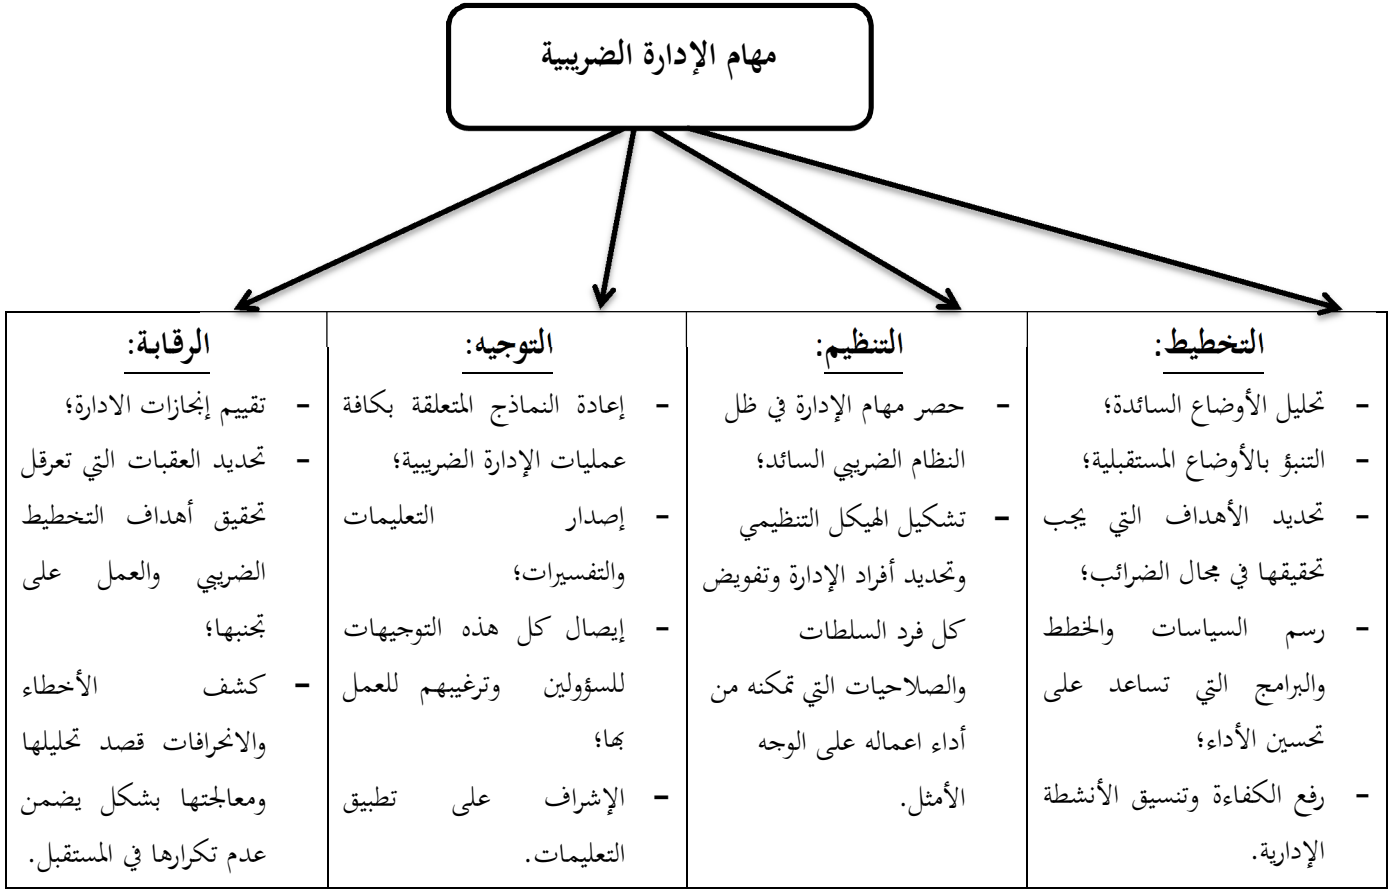 مهام الإدارة الضريبية
التخطيط:
- تحليل الأوضاع السائدة؛
- التنبؤ بالأوضاع المستقبلية؛
- تحديد الأهداف التي يجب
تحقيقها في مجال الضرائب؛
- رسم السياسات والخطط
والبرامج التي تساعد على
تحسين الأداء؛
- رفع الكفاءة وتنسيق الأنشطة
الإدارية.
التنظيم:
- حصر مهام الإدارة في ظل
النظام الضريبي السائد؛
- تشكيل الهيكل التنظيمي
وتحديد أفراد الإدارة وتفويض
كل فرد السلطات
والصلاحيات التي تمكنه من
أداء اعماله على الوجه
الأمثل.
التوجيه:
- إعادة النماذج المتعلقة بكافة
عمليات الإدارة الضريبية؛
- إصدار التعليمات
والتفسيرات؛
- إيصال كل هذه التوجيهات
للسؤولين وترغيبهم للعمل
بها؛
- الإشراف على تطبيق
التعليمات.
الرقابة:
- تقييم إنجازات الادارة؛
- تحديد العقبات التي تعرقل
تحقيق أهداف التخطيط
الضريبي والعمل على
تجنبها؛
- كشف الأخطاء
والانحرافات قصد تحليلها
ومعالجتها بشكل يضمن
عدم تكرارها في المستقبل.